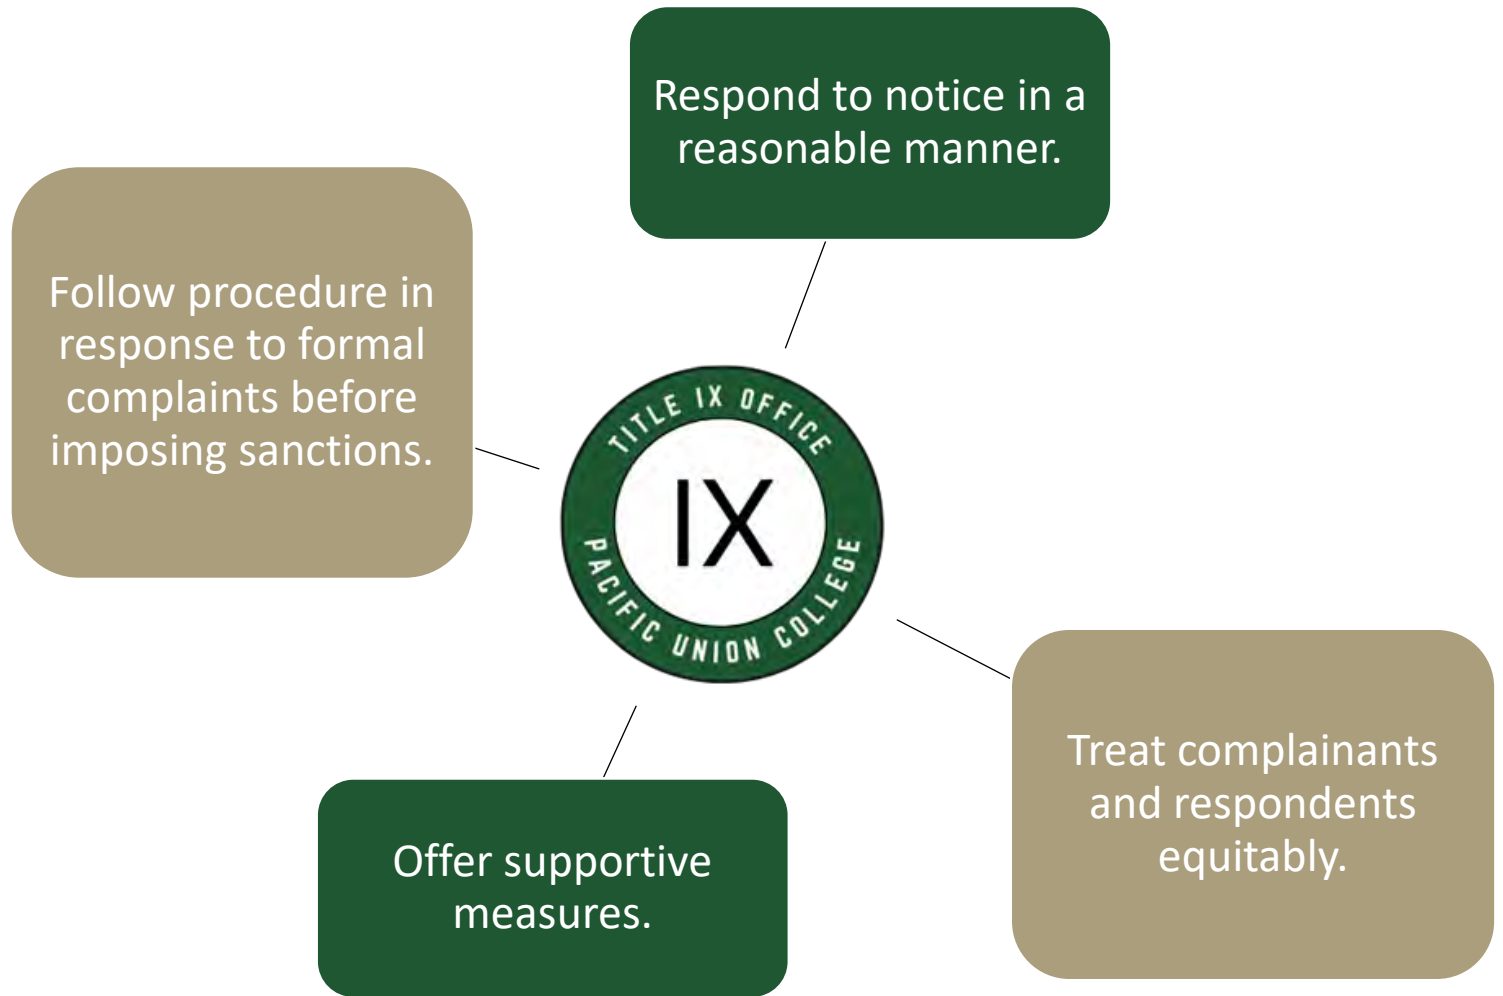 Respond to notice in a
reasonable manner.
Follow procedure in
response to formal
complaints before
imposing sanctions.
TITLE IX OFFICE
IX
PACIFIC UNION COLLEGE
Treat complainants
and respondents
equitably.
Offer supportive
measures.